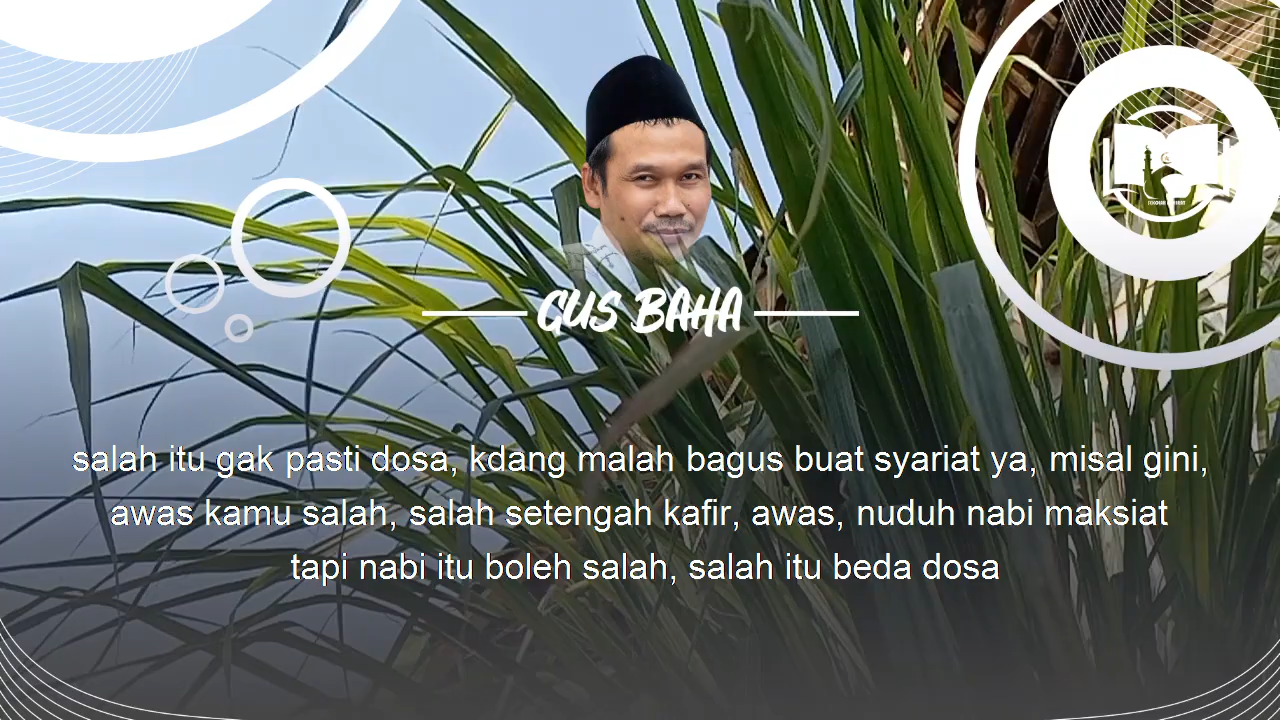 GUS BAHA
salah itu gak pasti dosa, kdang malah bagus buat syariat ya, misal gini,
awas kamu salah, salah setengah kafir, awas, nuduh nabi maksiat
tapi nabi itu boleh salah, salah itu beda dosa